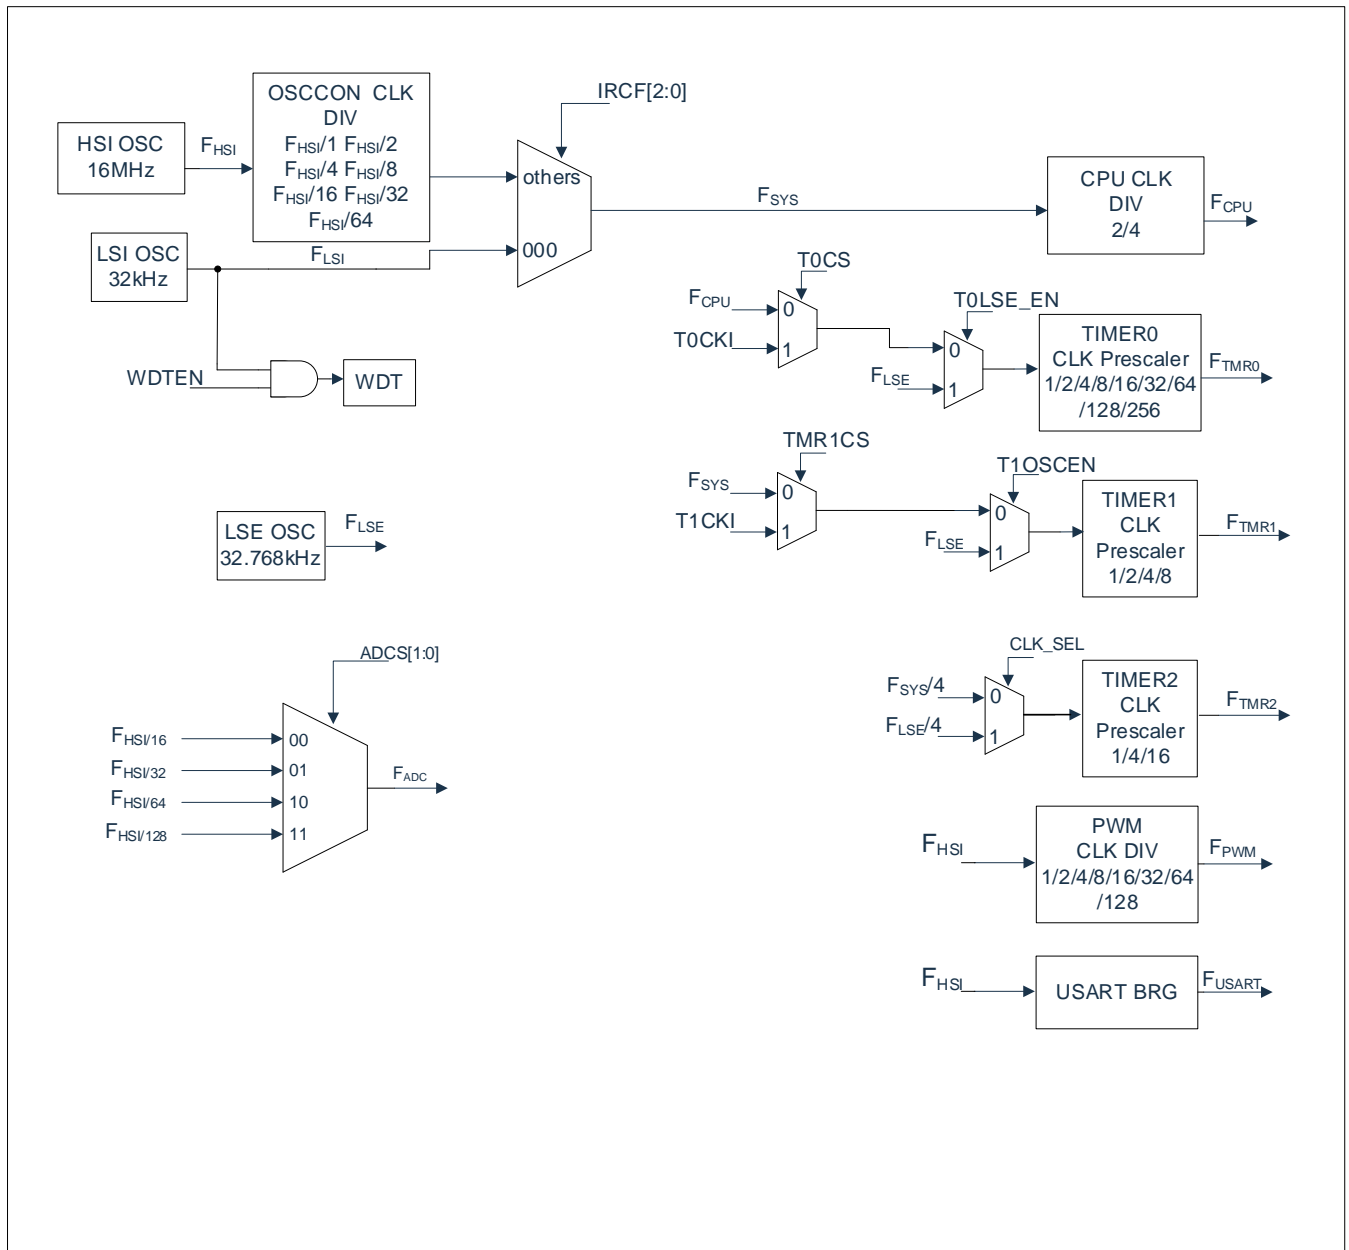 IRCF[2:0]
OSCCON CLK
DIV
FHSI/1 FHSI/2
FHSI/4 FHSI/8
FHSI/16 FHSI/32
FHSI/64
HSI OSC
16MHz
FHSI
others
000
FSYS
CPU CLK
DIV
2/4
FCPU
LSI OSC
32kHz
FLSI
WDTEN
WDT
T0CS
FCPU
0
T0CKI
1
T0LSE_EN
0
FLSE
1
TIMER0
CLK Prescaler
1/2/4/8/16/32/64
/128/256
FTMR0
TMR1CS
FSYS
0
T1CKI
1
T1OSCEN
0
FLSE
1
TIMER1
CLK
Prescaler
1/2/4/8
FTMR1
LSE OSC
32.768kHz
FLSE
CLK_SEL
FSYS/4
0
FLSE/4
1
TIMER2
CLK
Prescaler
1/4/16
FTMR2
ADCS[1:0]
FHSI/16
00
FHSI/32
01
FHSI/64
10
FHSI/128
11
FADC
FHSI
PWM
CLK DIV
1/2/4/8/16/32/64
/128
FPWM
FHSI
USART BRG
FUSART